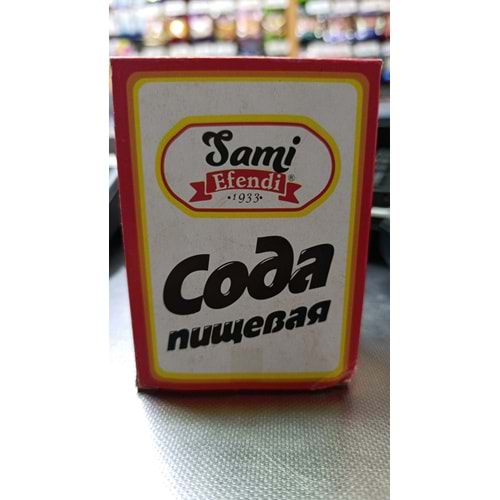 Sami
Efendi®
·1933·
Сода
пищевая